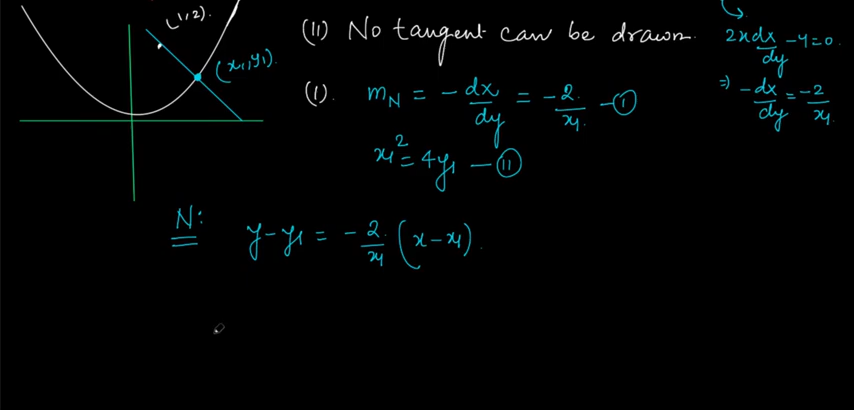 (1,2).
(x1,y1)
(II) No tangent can be drawn.
2x dx/dy - 4 = 0.
⇒ -dx/dy = -2/x1
(I). mN = - dx/dy = - 2/x1 - (I)
x1² = 4y1 - (II)
N: y - y1 = - 2/x1 (x - x1).